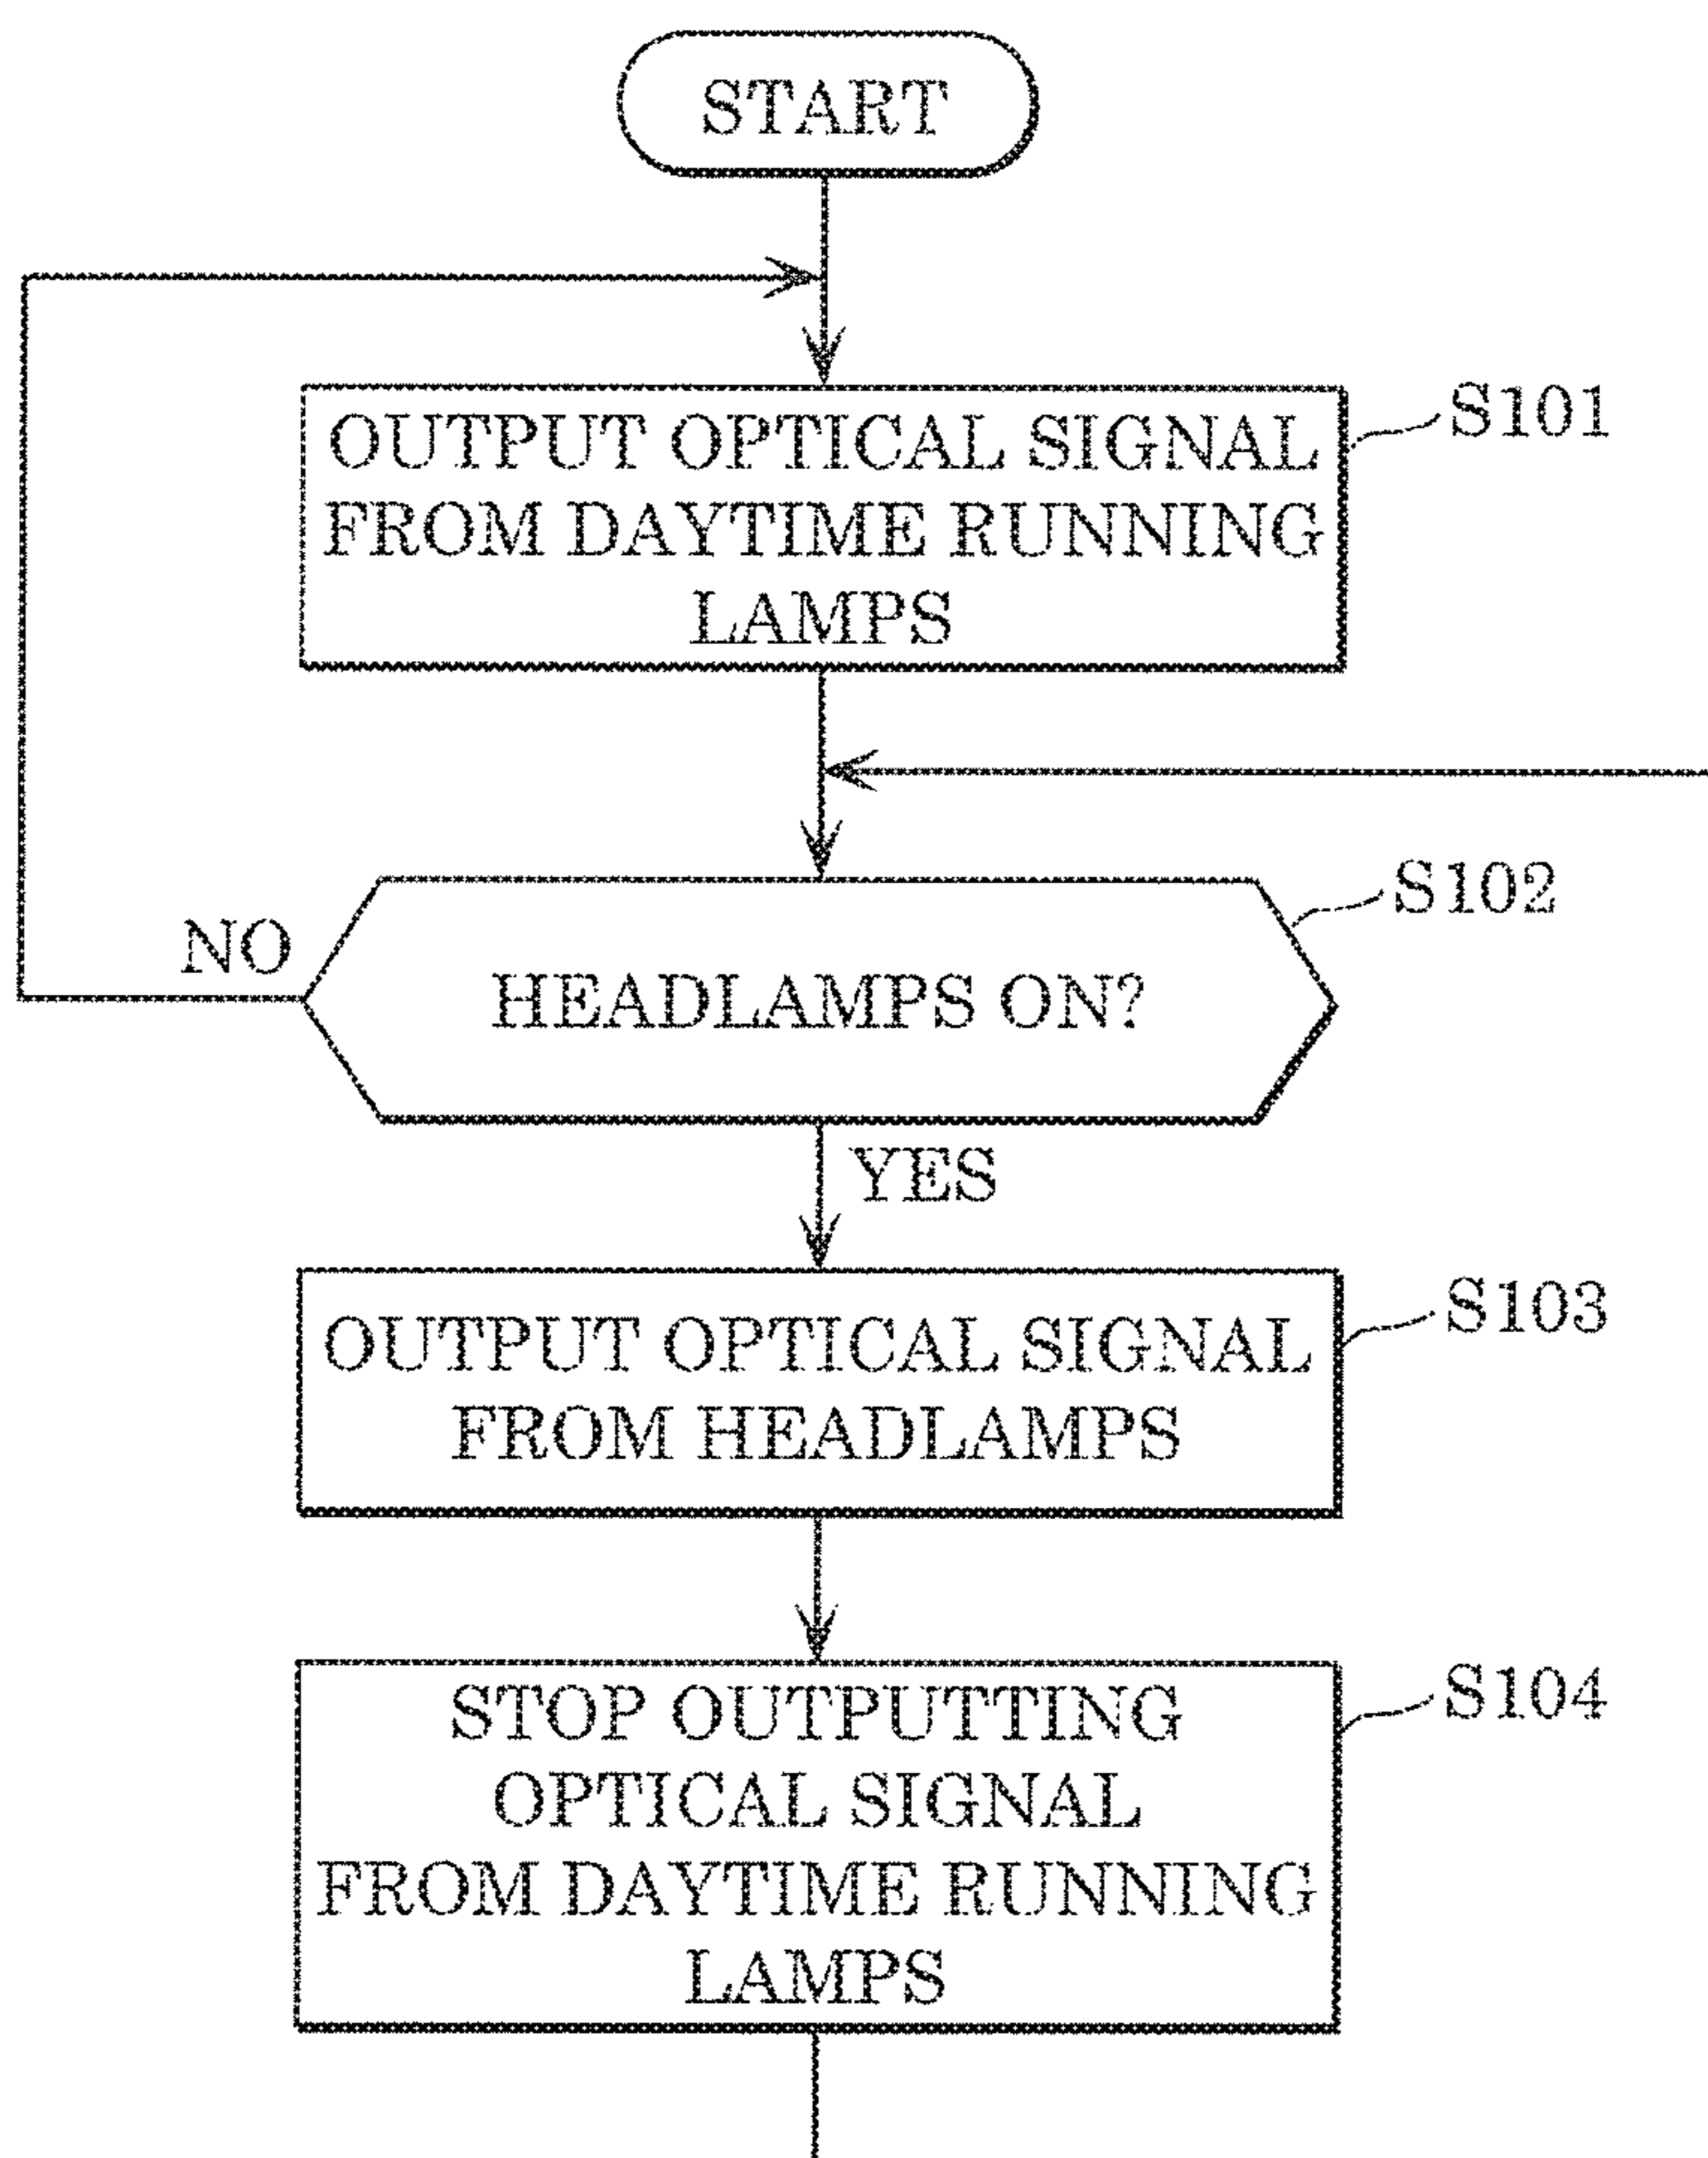 START
OUTPUT OPTICAL SIGNAL
FROM DAYTIME RUNNING
LAMPS
S101
HEADLAMPS ON?
S102
NO
YES
OUTPUT OPTICAL SIGNAL
FROM HEADLAMPS
S103
STOP OUTPUTTING
OPTICAL SIGNAL
FROM DAYTIME RUNNING
LAMPS
S104